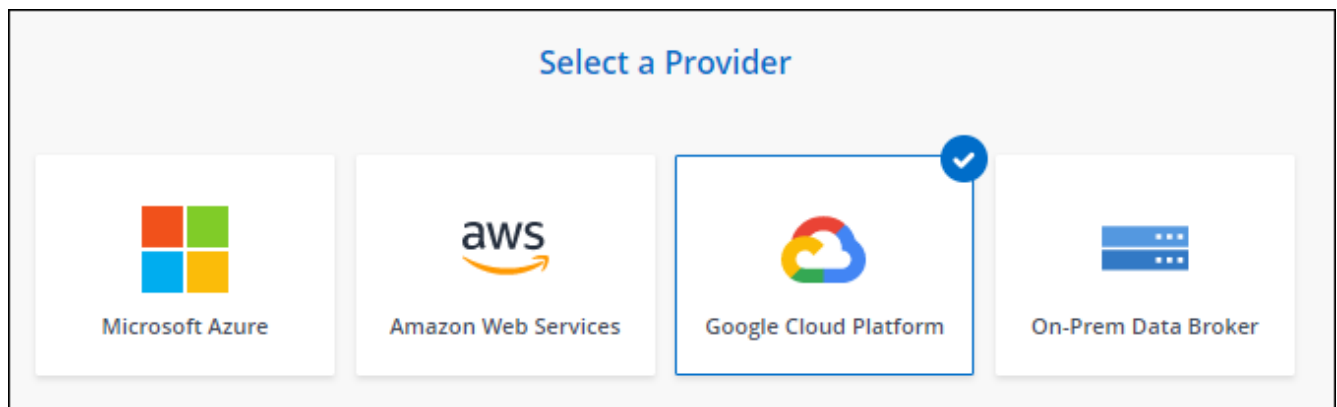 Select a Provider
aws
Microsoft Azure
Amazon Web Services
Google Cloud Platform
On-Prem Data Broker